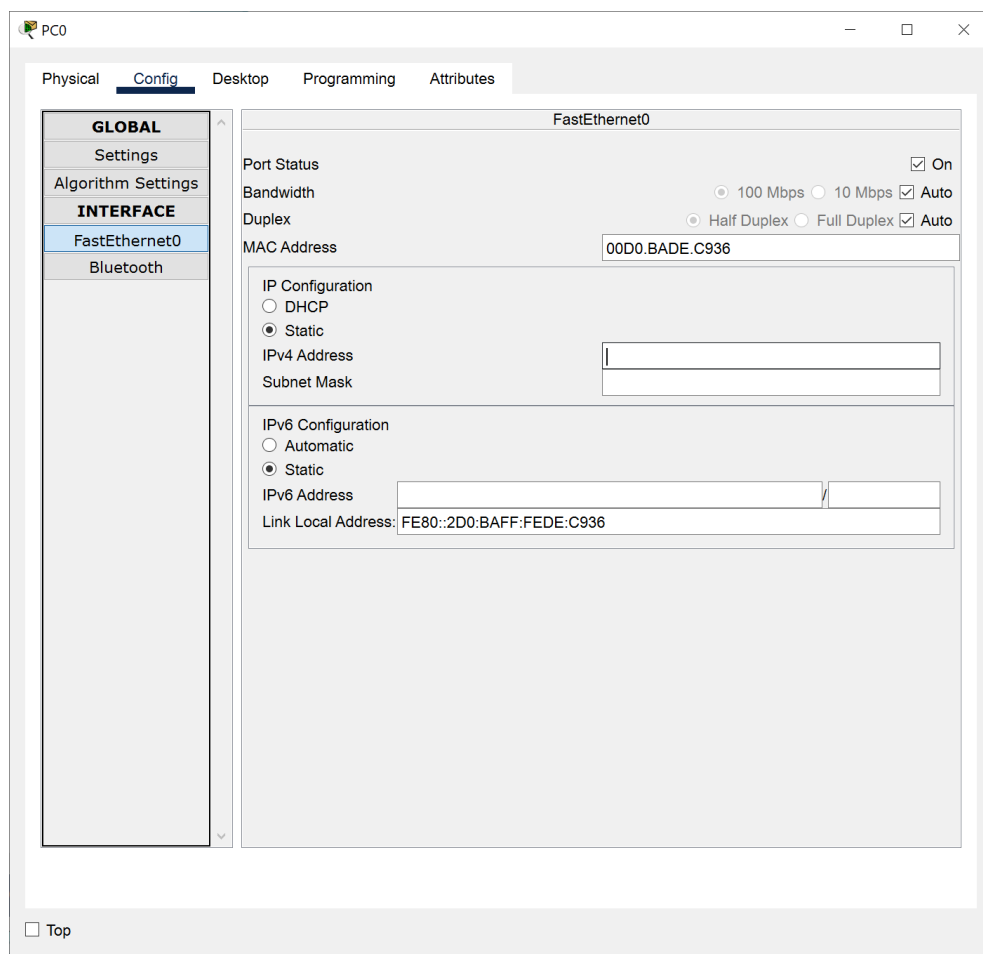 PC0
Physical Config Desktop Programming Attributes
GLOBAL
Settings
Algorithm Settings
INTERFACE
FastEthernet0
Bluetooth
FastEthernet0
Port Status On
Bandwidth 100 Mbps 10 Mbps Auto
Duplex Half Duplex Full Duplex Auto
MAC Address 00D0.BADE.C936
IP Configuration
DHCP
Static
IPv4 Address
Subnet Mask
IPv6 Configuration
Automatic
Static
IPv6 Address /
Link Local Address: FE80::2D0:BAFF:FEDE:C936
Top